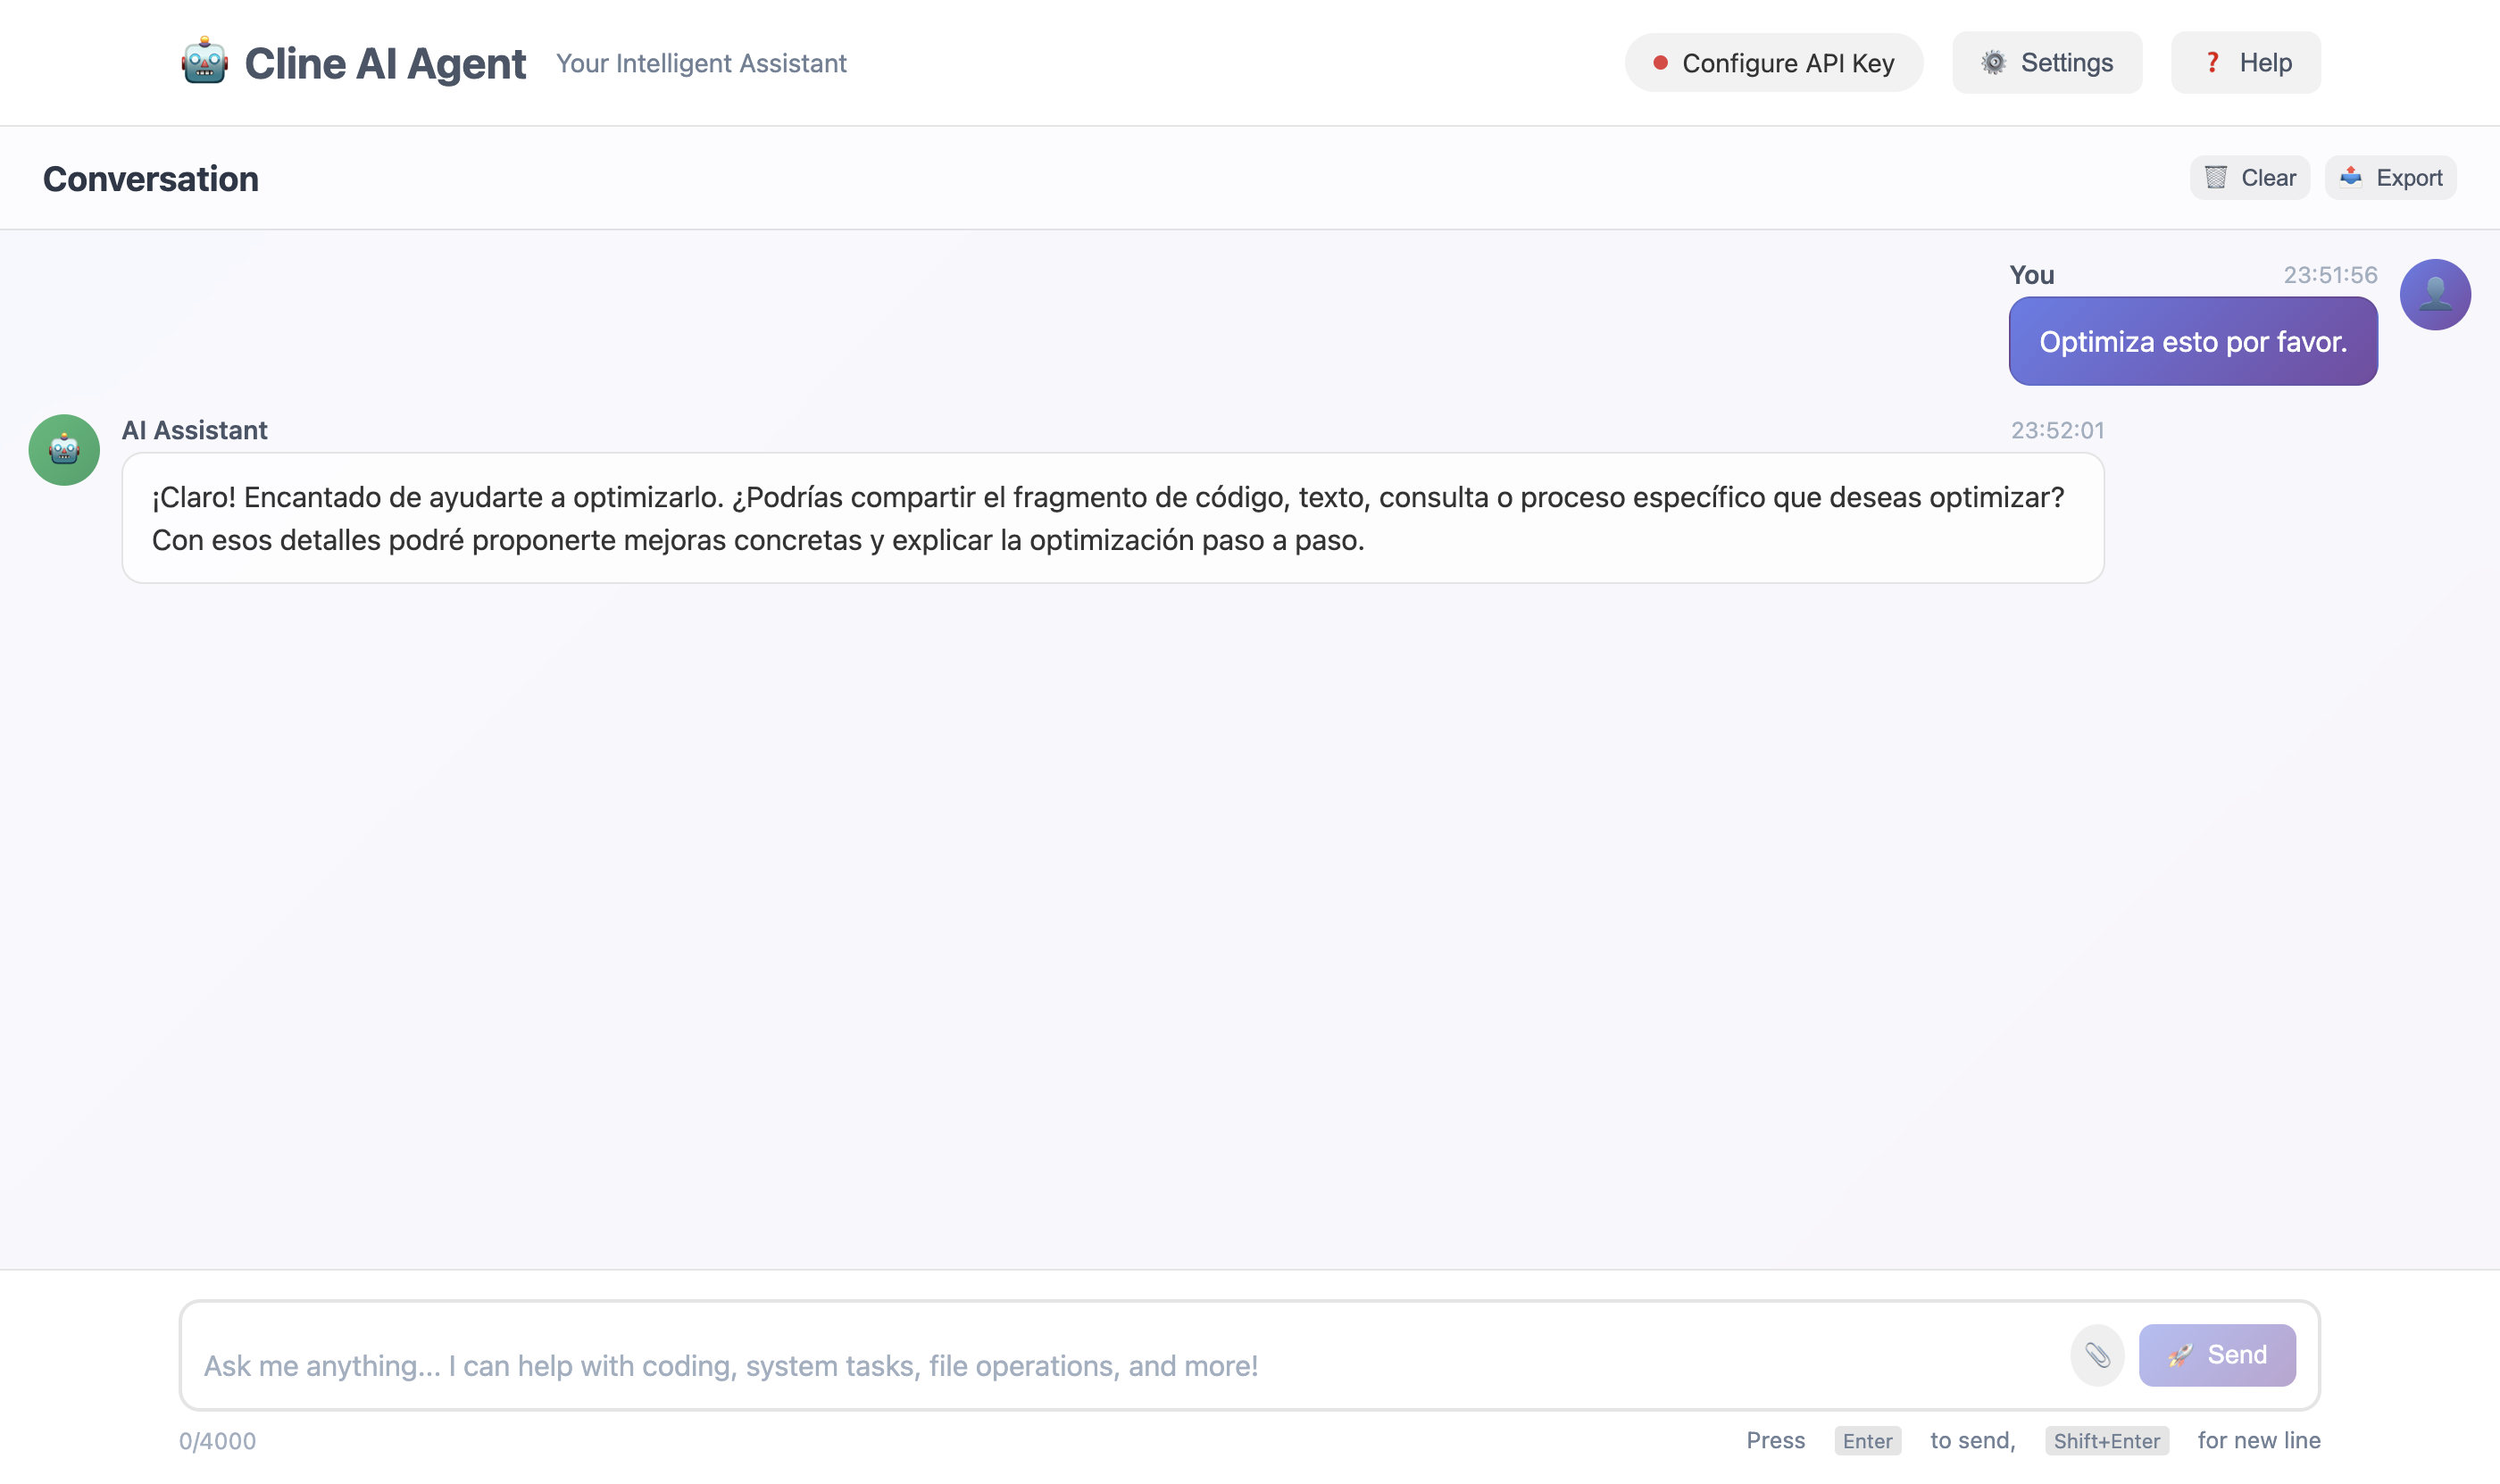 Cline AI Agent Your Intelligent Assistant Configure API Key Settings Help
Conversation Clear Export
You 23:51:56
Optimiza esto por favor.
AI Assistant 23:52:01
¡Claro! Encantado de ayudarte a optimizarlo. ¿Podrías compartir el fragmento de código, texto, consulta o proceso específico que deseas optimizar?
Con esos detalles podré proponerte mejoras concretas y explicar la optimización paso a paso.
Ask me anything... I can help with coding, system tasks, file operations, and more! Send
0/4000 Press Enter to send, Shift+Enter for new line